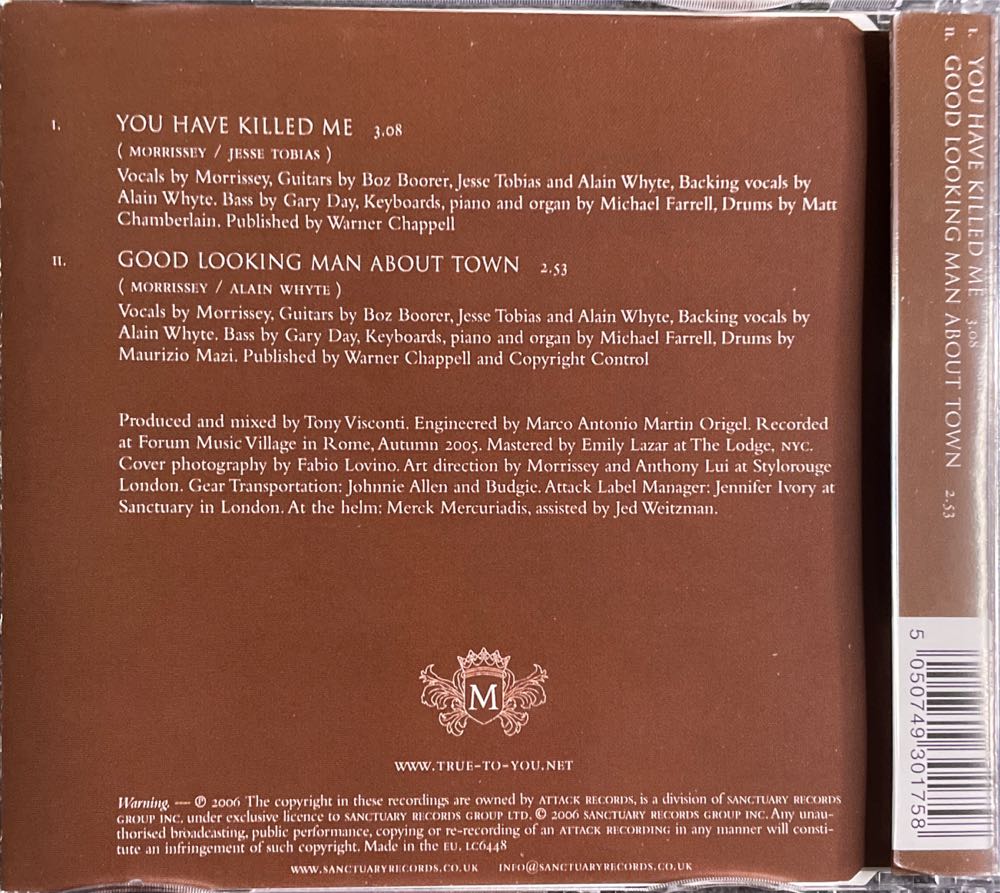 I. YOU HAVE KILLED ME 3.08
( MORRISSEY / JESSE TOBIAS )
Vocals by Morrissey, Guitars by Boz Boorer, Jesse Tobias and Alain Whyte, Backing vocals by
Alain Whyte. Bass by Gary Day, Keyboards, piano and organ by Michael Farrell, Drums by Matt
Chamberlain. Published by Warner Chappell
II. GOOD LOOKING MAN ABOUT TOWN 2.53
( MORRISSEY / ALAIN WHYTE )
Vocals by Morrissey, Guitars by Boz Boorer, Jesse Tobias and Alain Whyte, Backing vocals by
Alain Whyte. Bass by Gary Day, Keyboards, piano and organ by Michael Farrell, Drums by
Maurizio Mazi. Published by Warner Chappell and Copyright Control
Produced and mixed by Tony Visconti. Engineered by Marco Antonio Martin Origel. Recorded
at Forum Music Village in Rome, Autumn 2005. Mastered by Emily Lazar at The Lodge, NYC.
Cover photography by Fabio Lovino. Art direction by Morrissey and Anthony Lui at Stylorouge
London. Gear Transportation: Johnnie Allen and Budgie. Attack Label Manager: Jennifer Ivory at
Sanctuary in London. At the helm: Merck Mercuriadis, assisted by Jed Weitzman.
M
WWW.TRUE-TO-YOU.NET
Warning. — ℗ 2006 The copyright in these recordings are owned by ATTACK RECORDS, is a division of SANCTUARY RECORDS
GROUP INC. under exclusive licence to SANCTUARY RECORDS GROUP LTD. © 2006 SANCTUARY RECORDS GROUP INC. Any unau-
thorised broadcasting, public performance, copying or re-recording of an ATTACK RECORDING in any manner will consti-
tute an infringement of such copyright. Made in the EU. LC6448
WWW.SANCTUARYRECORDS.CO.UK INFO@SANCTUARYRECORDS.CO.UK
I. YOU HAVE KILLED ME 3.08
II. GOOD LOOKING MAN ABOUT TOWN 2.53
5 050749 301758